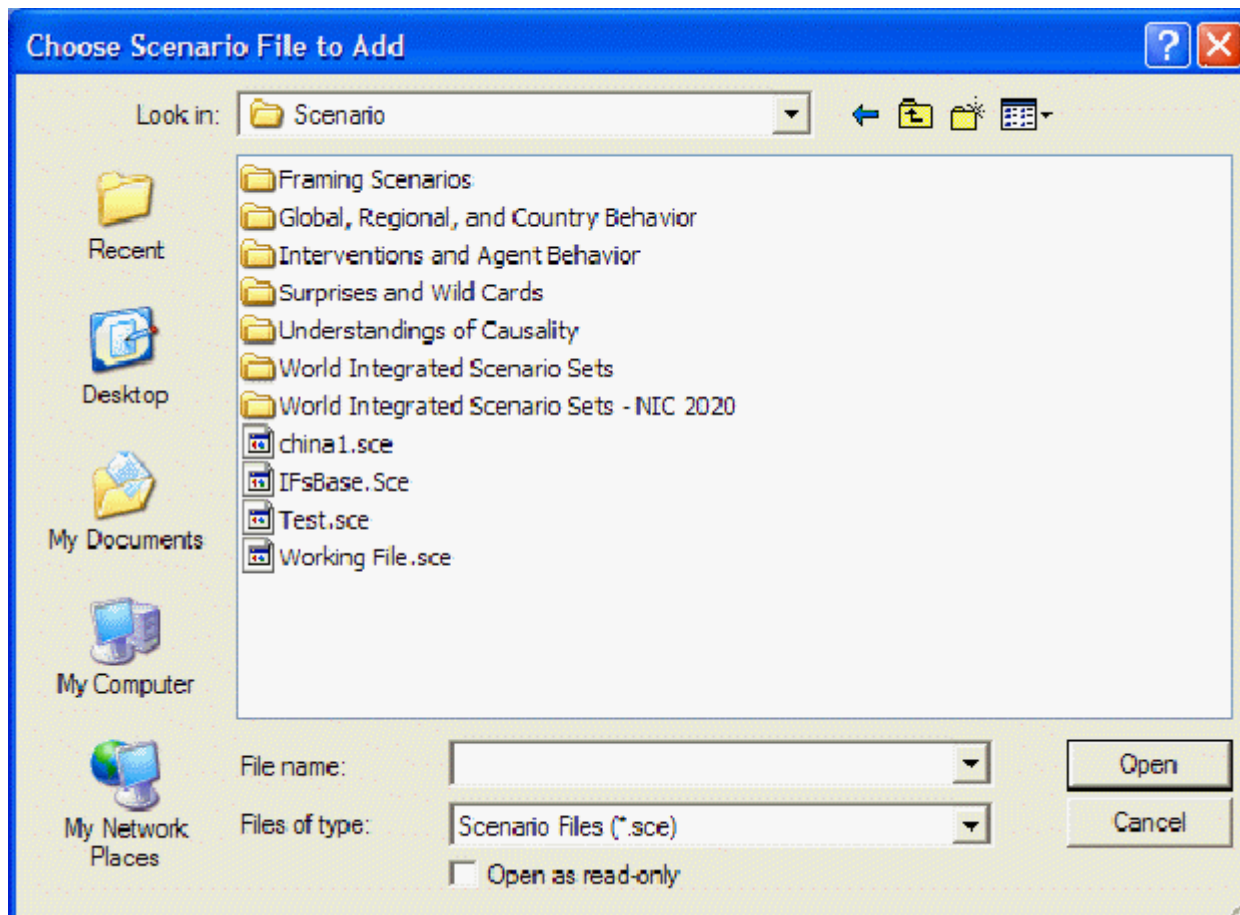 Choose Scenario File to Add
Look in: Scenario
Recent
Desktop
My Documents
My Computer
My Network
Places
Framing Scenarios
Global, Regional, and Country Behavior
Interventions and Agent Behavior
Surprises and Wild Cards
Understandings of Causality
World Integrated Scenario Sets
World Integrated Scenario Sets - NIC 2020
china1.sce
IFsBase.Sce
Test.sce
Working File.sce
File name:
Open
Files of type: Scenario Files (*.sce)
Cancel
Open as read-only